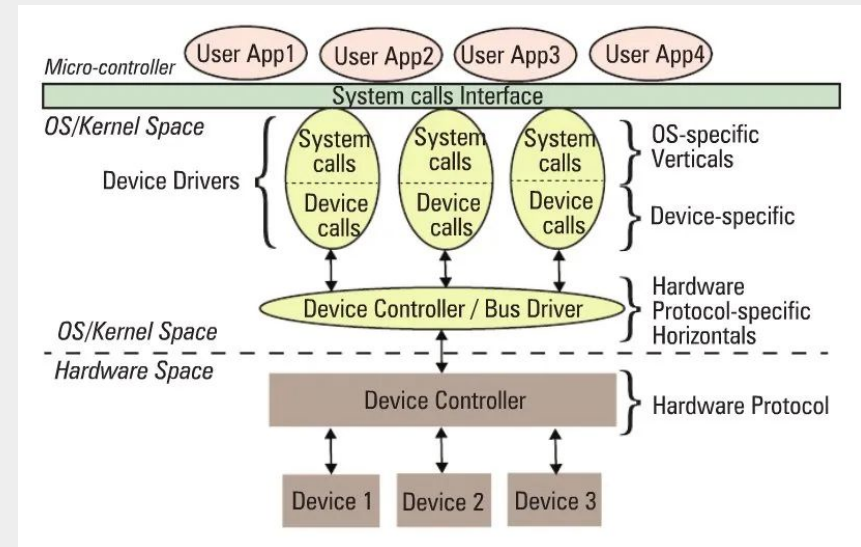 User App1
User App2
User App3
User App4
Micro-controller
System calls Interface
OS/Kernel Space
Device Drivers
System
calls
Device
calls
System
calls
Device
calls
System
calls
Device
calls
OS-specific
Verticals
Device-specific
Device Controller / Bus Driver
Hardware
Protocol-specific
Horizontals
OS/Kernel Space
Hardware Space
Device Controller
Hardware Protocol
Device 1
Device 2
Device 3